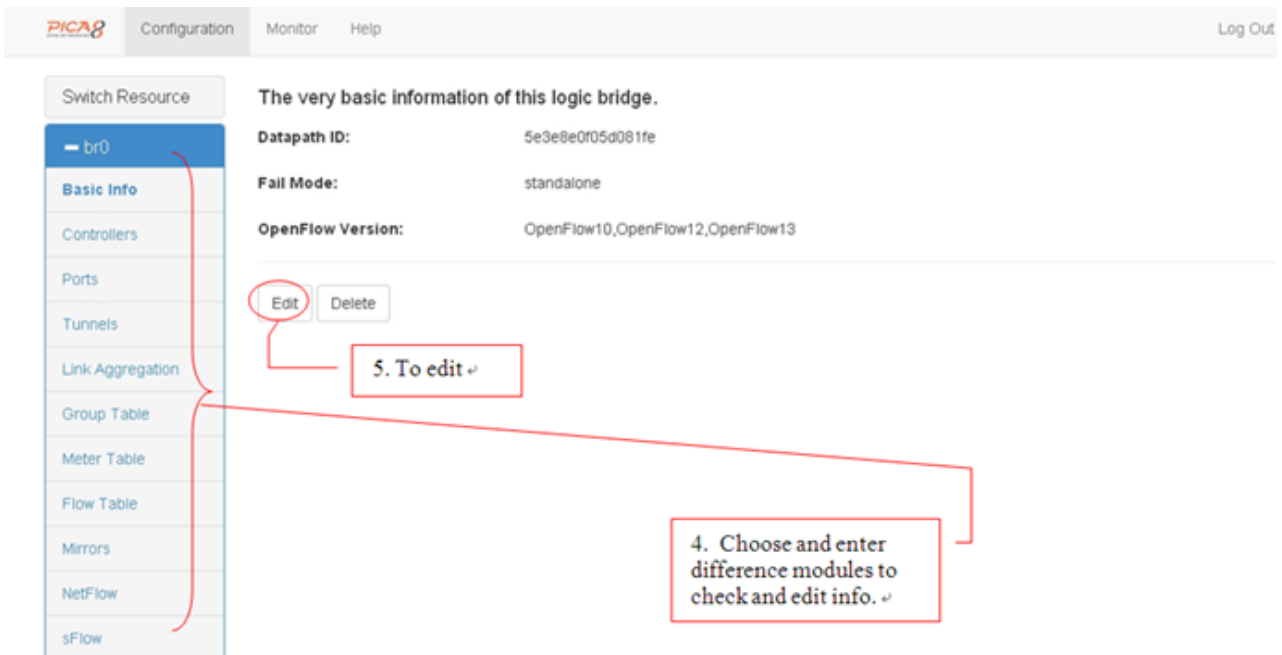 PICA8 Configuration Monitor Help Log Out
Switch Resource
br0
Basic Info
Controllers
Ports
Tunnels
Link Aggregation
Group Table
Meter Table
Flow Table
Mirrors
NetFlow
sFlow
The very basic information of this logic bridge.
Datapath ID: 5e3e8e0f05d081fe
Fail Mode: standalone
OpenFlow Version: OpenFlow10,OpenFlow12,OpenFlow13
Edit Delete
5. To edit
4. Choose and enter
difference modules to
check and edit info.